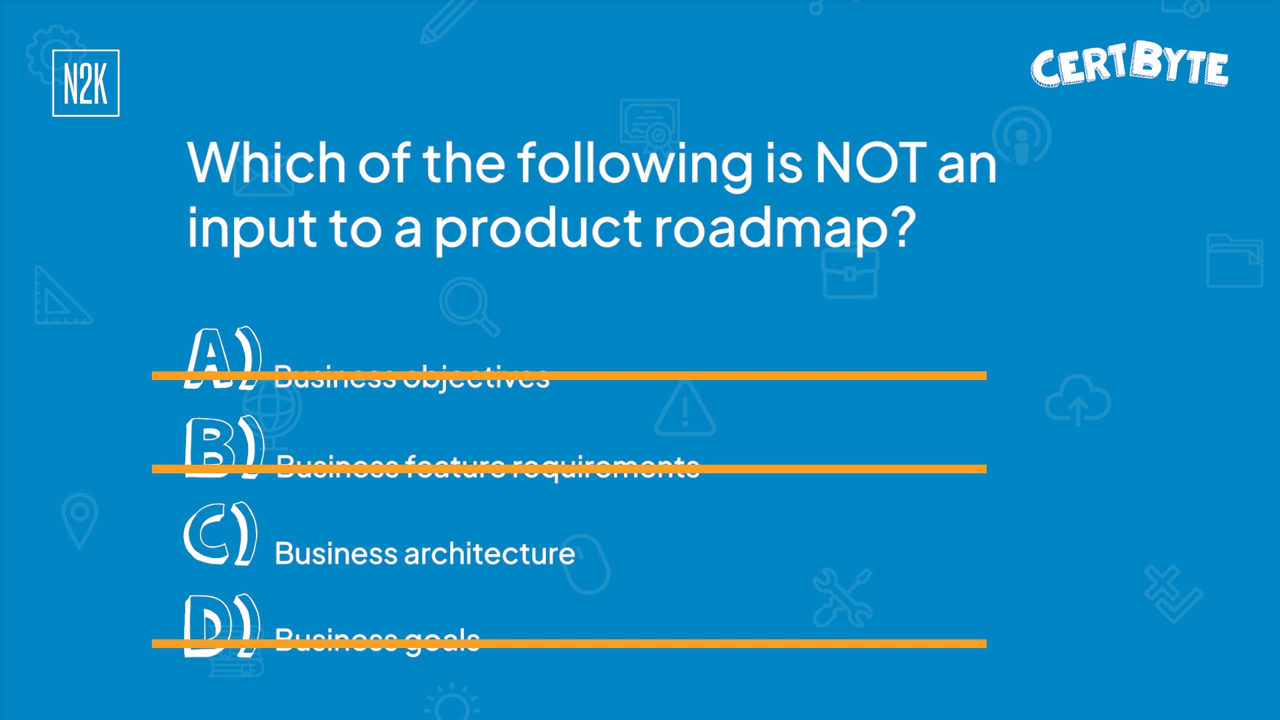 N2K
CERTBYTE
Which of the following is NOT an
input to a product roadmap?
A) Business objectives
B) Business feature requirements
C) Business architecture
D) Business goals